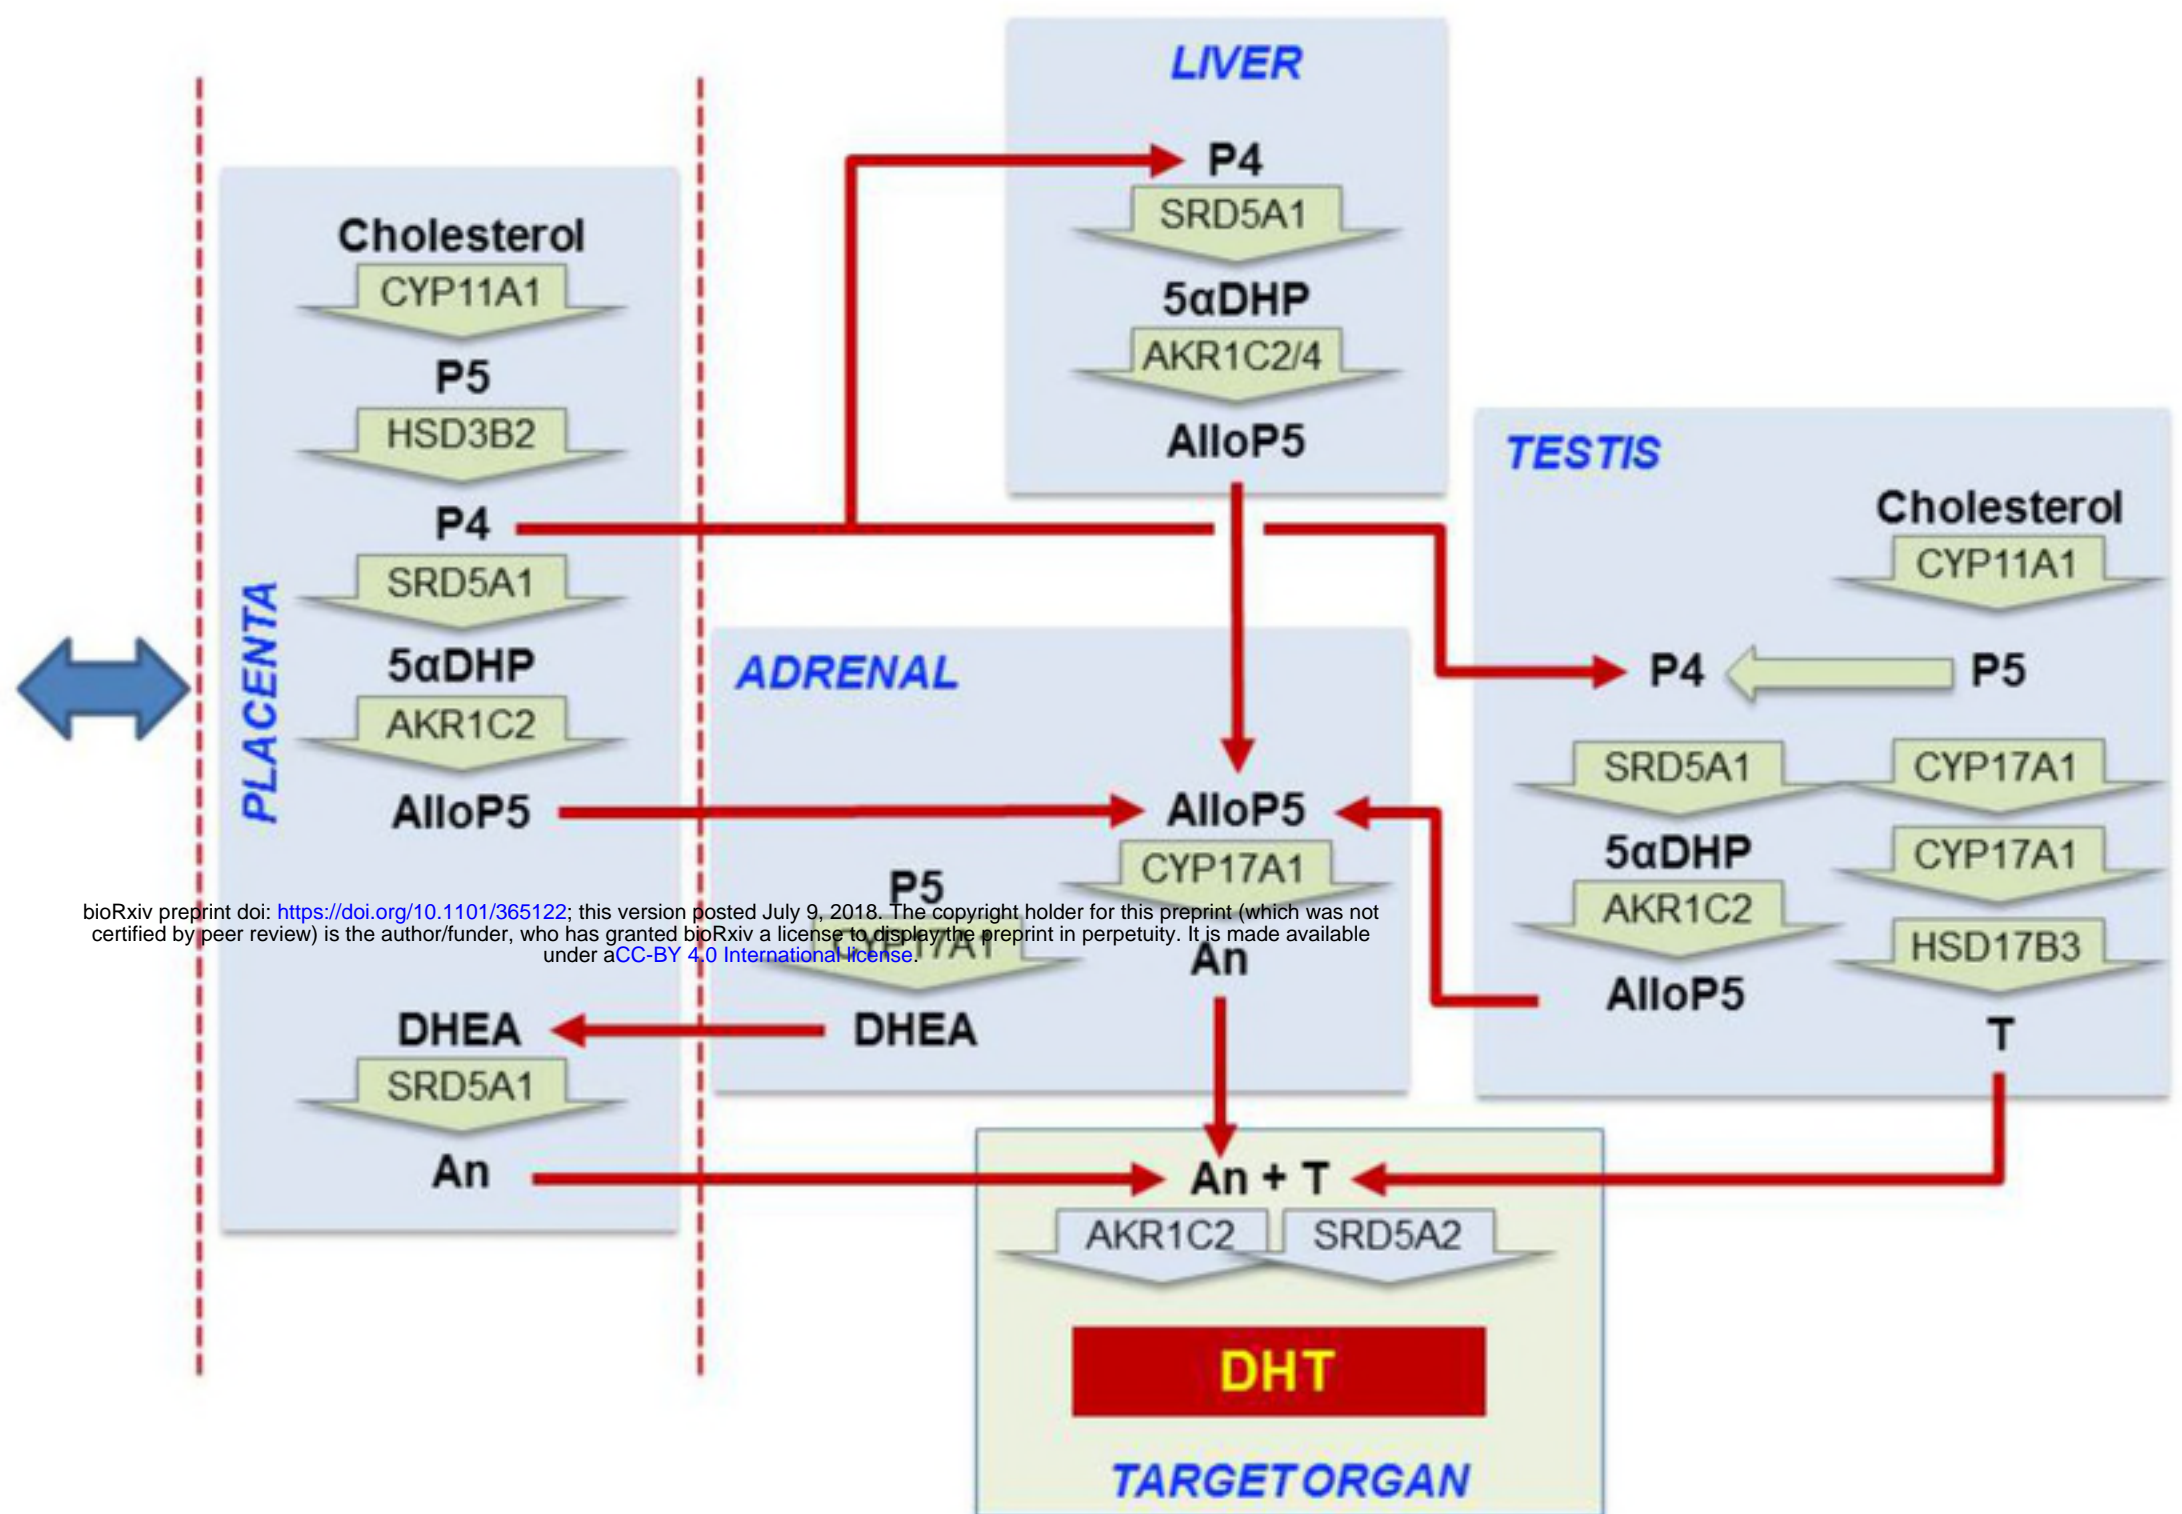 LIVER
P4
SRD5A1
5αDHP
AKR1C2/4
AlloP5
PLACENTA
Cholesterol
CYP11A1
P5
HSD3B2
P4
SRD5A1
5αDHP
AKR1C2
AlloP5
DHEA
SRD5A1
An
ADRENAL
AlloP5
CYP17A1
An
P5
CYP17A1
DHEA
TESTIS
Cholesterol
CYP11A1
P4
P5
SRD5A1
CYP17A1
5αDHP
CYP17A1
AKR1C2
HSD17B3
AlloP5
T
bioRxiv preprint doi: https://doi.org/10.1101/365122; this version posted July 9, 2018. The copyright holder for this preprint (which was not
certified by peer review) is the author/funder, who has granted bioRxiv a license to display the preprint in perpetuity. It is made available
under aCC-BY 4.0 International license.
An + T
AKR1C2
SRD5A2
DHT
TARGET ORGAN